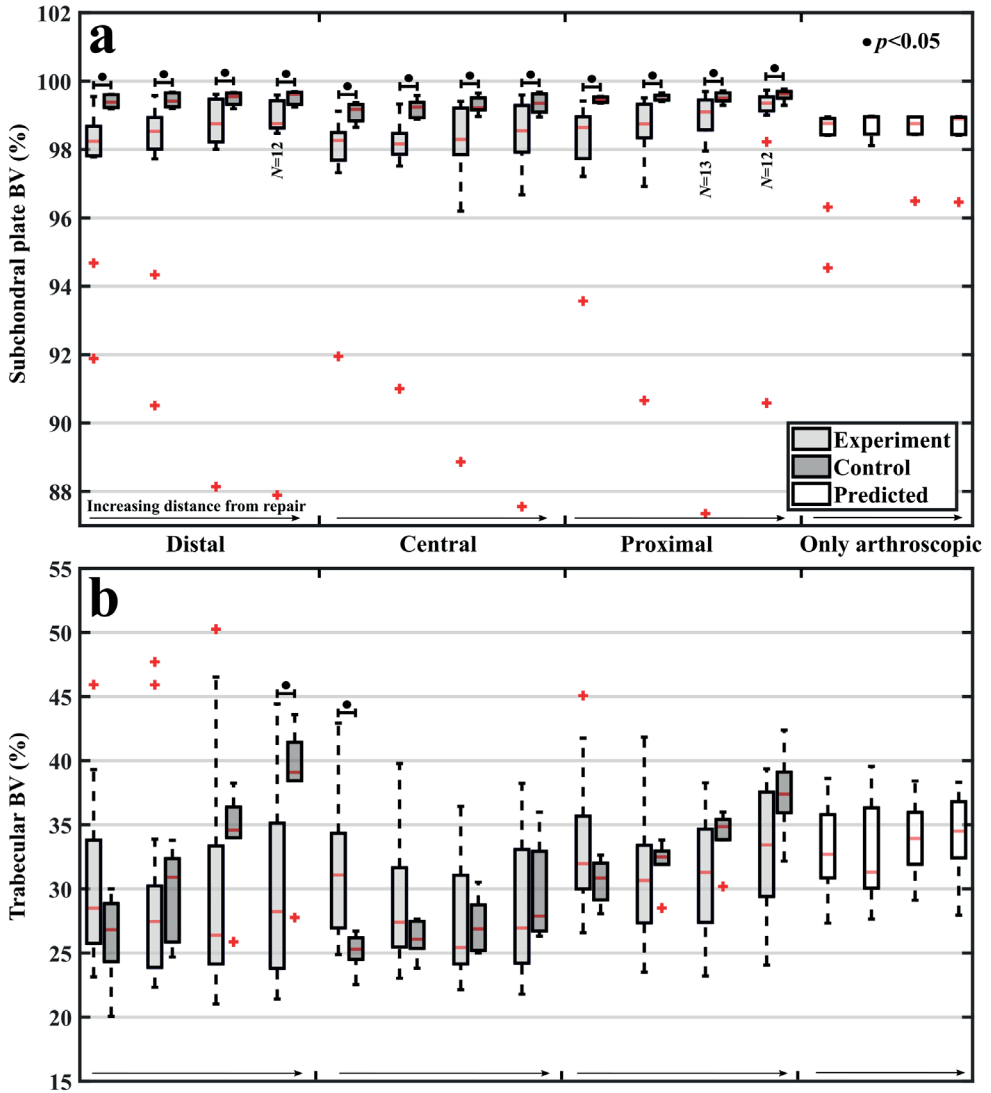 a
● p<0.05
Subchondral plate BV (%)
102
100
98
96
94
92
90
88
N=12
N=13
N=12
Experiment
Control
Predicted
Increasing distance from repair
Distal
Central
Proximal
Only arthroscopic
b
Trabecular BV (%)
55
50
45
40
35
30
25
20
15